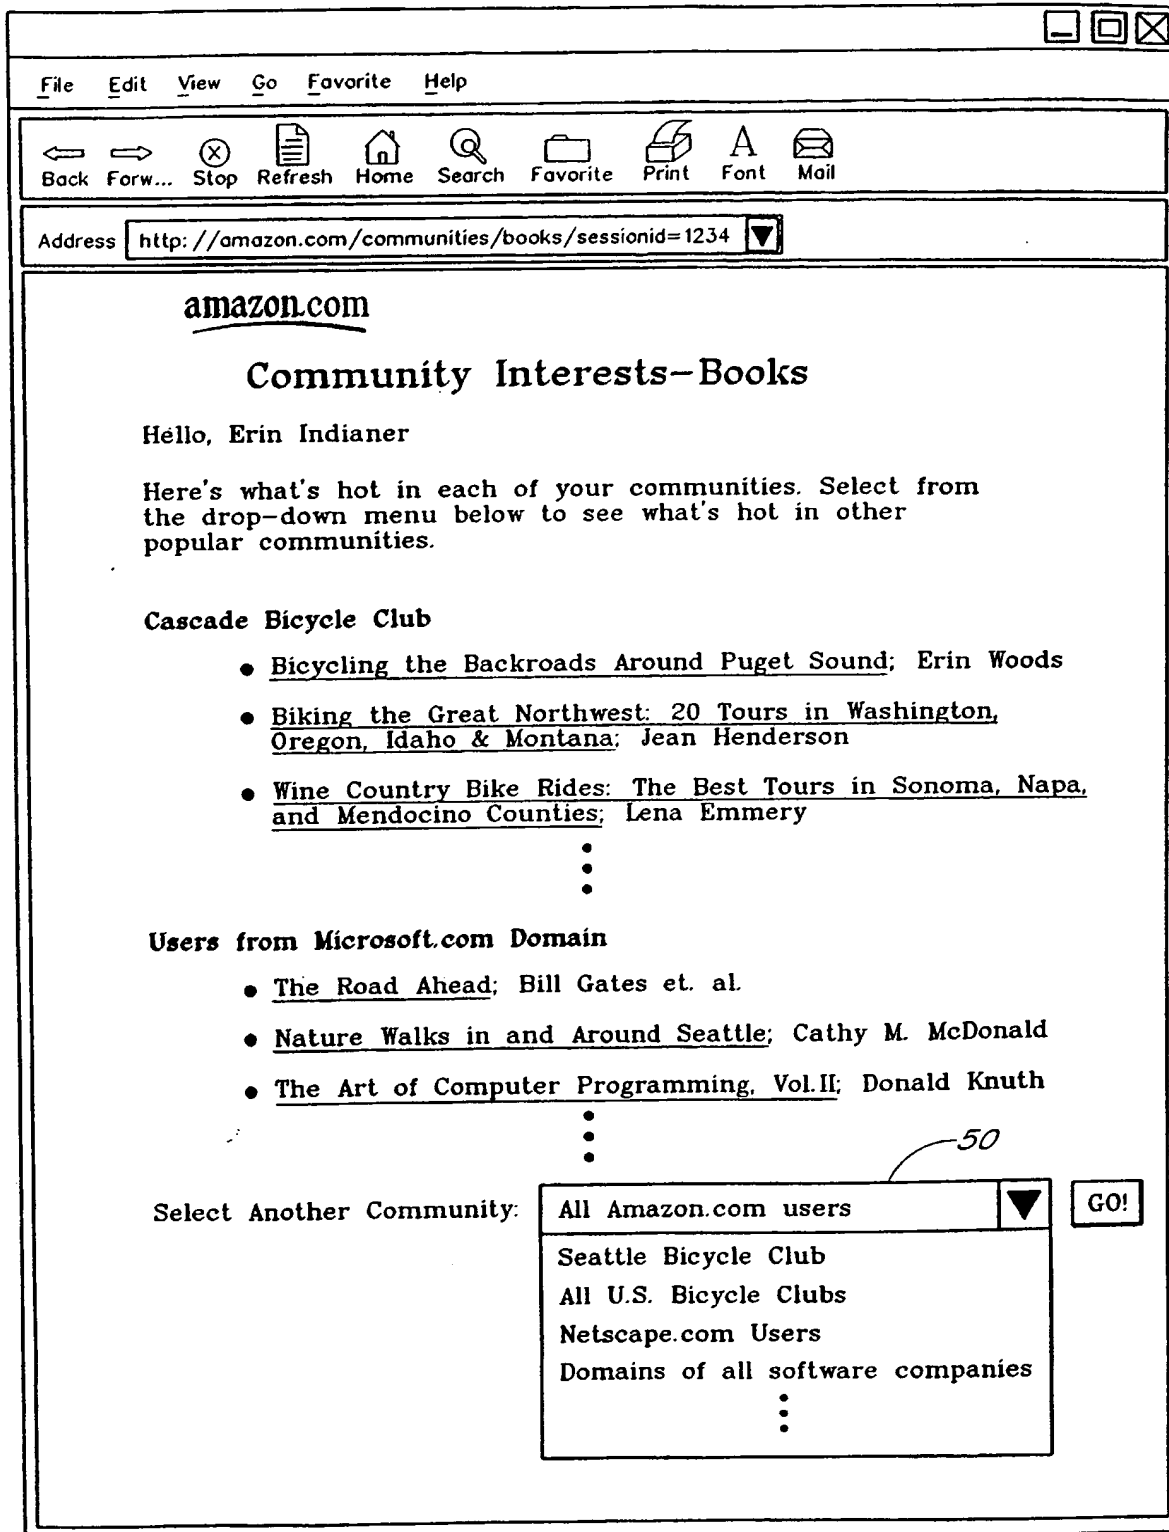 File Edit View Go Favorite Help
Back Forw... Stop Refresh Home Search Favorite Print Font Mail
Address http://amazon.com/communities/books/sessionid=1234
amazon.com
Community Interests-Books
Hello, Erin Indianer
Here's what's hot in each of your communities. Select from
the drop-down menu below to see what's hot in other
popular communities.
Cascade Bicycle Club
• Bicycling the Backroads Around Puget Sound; Erin Woods
• Biking the Great Northwest: 20 Tours in Washington,
Oregon, Idaho & Montana; Jean Henderson
• Wine Country Bike Rides: The Best Tours in Sonoma, Napa,
and Mendocino Counties; Lena Emmery
Users from Microsoft.com Domain
• The Road Ahead; Bill Gates et. al.
• Nature Walks in and Around Seattle; Cathy M. McDonald
• The Art of Computer Programming, Vol.II; Donald Knuth
50
Select Another Community: All Amazon.com users GO!
Seattle Bicycle Club
All U.S. Bicycle Clubs
Netscape.com Users
Domains of all software companies